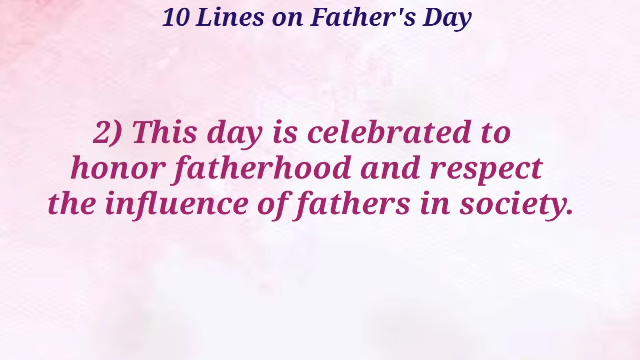 10 Lines on Father's Day
2) This day is celebrated to
honor fatherhood and respect
the influence of fathers in society.